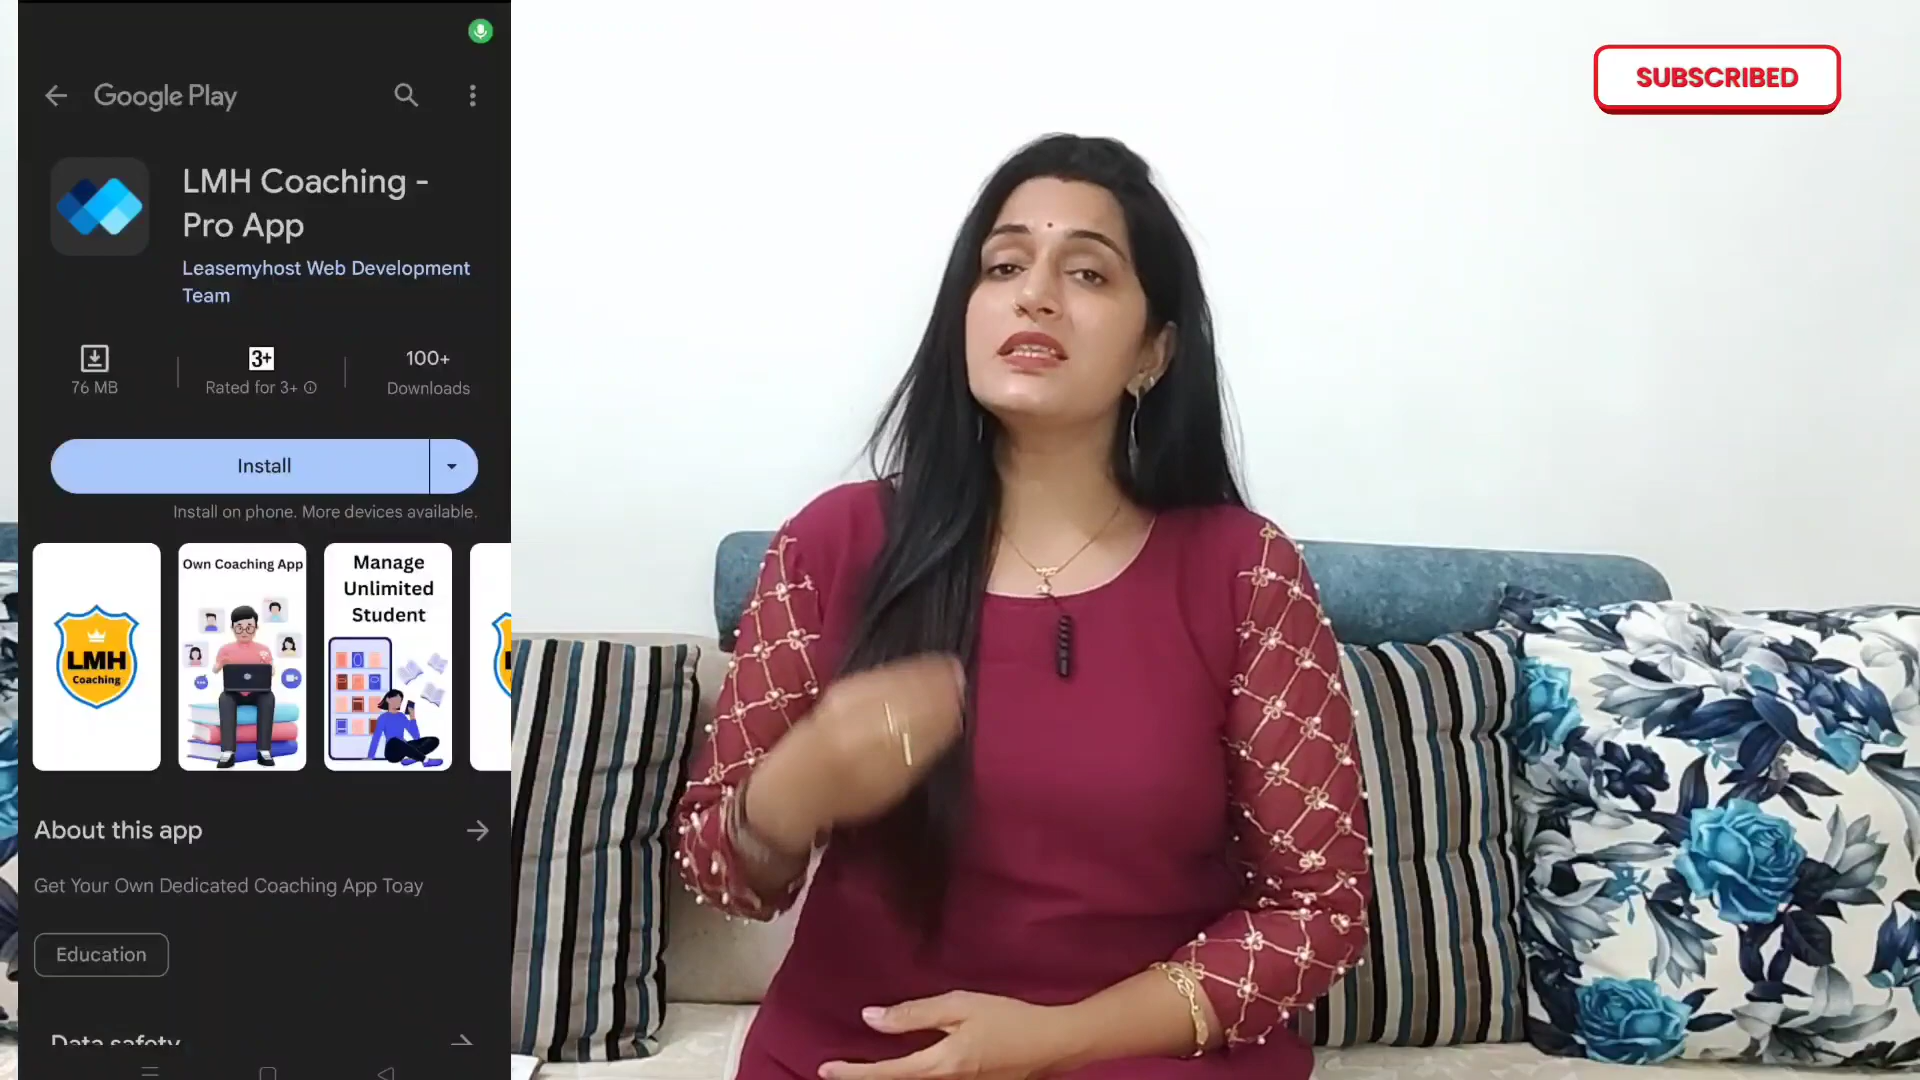 Google Play
LMH Coaching -
Pro App
Leasemyhost Web Development
Team
76 MB
3+
Rated for 3+
100+
Downloads
Install
Install on phone. More devices available.
LMH
Coaching
Own Coaching App
Manage
Unlimited
Student
About this app
Get Your Own Dedicated Coaching App Toay
Education
Data safety
SUBSCRIBED